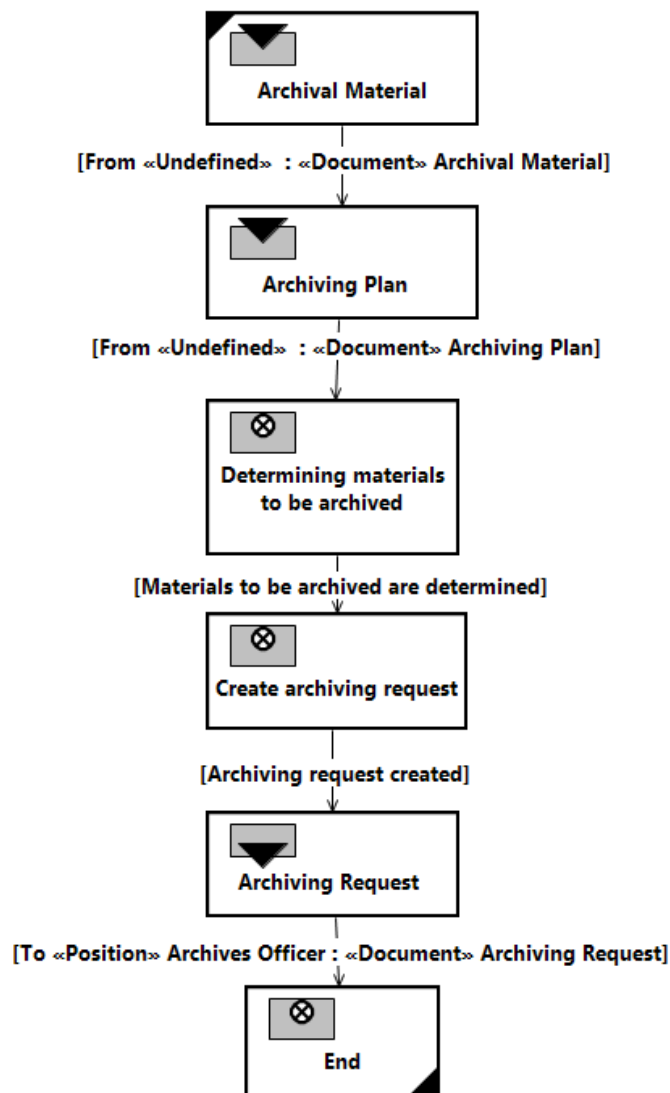 Archival Material
[From «Undefined»  : «Document» Archival Material]
Archiving Plan
[From «Undefined»  : «Document» Archiving Plan]
Determining materials
to be archived
[Materials to be archived are determined]
Create archiving request
[Archiving request created]
Archiving Request
[To «Position» Archives Officer : «Document» Archiving Request]
End